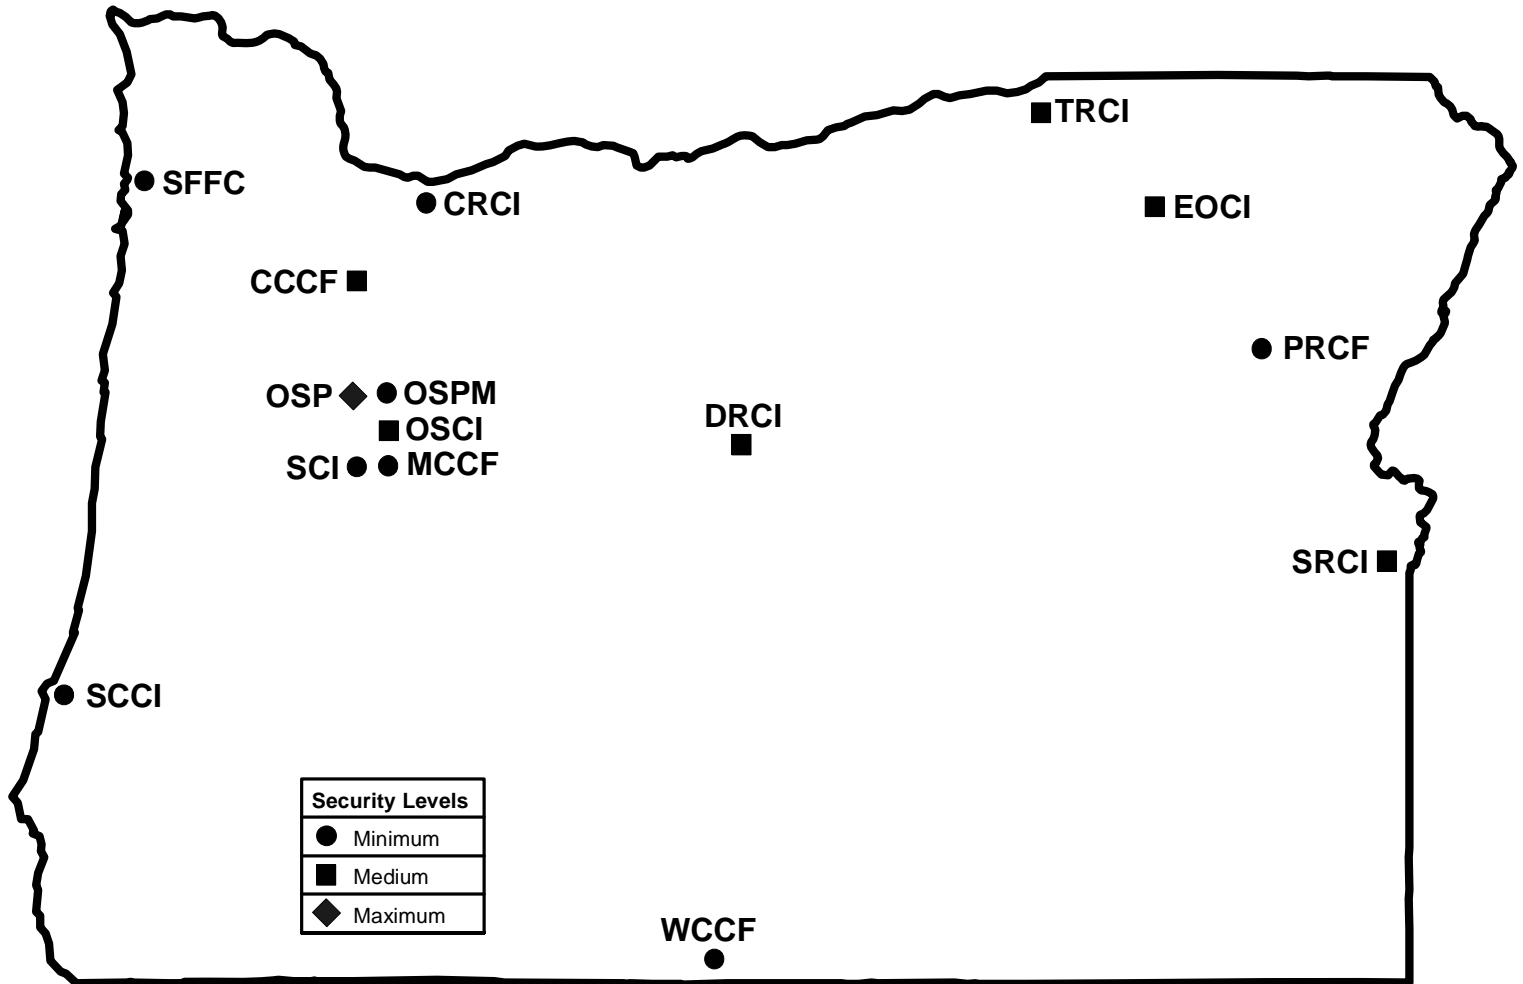 TRCI
SFFC
CRCI
EOCI
CCCF
PRCF
OSP
OSPM
DRCI
OSCI
SCI
MCCF
SRCI
SCCI
Security Levels
Minimum
Medium
Maximum
WCCF